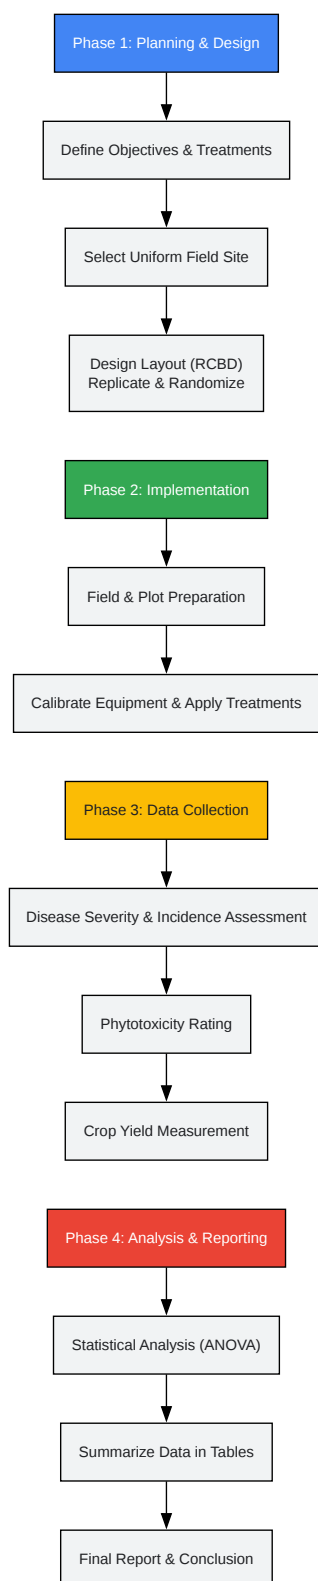 Phase 1: Planning & Design
Define Objectives & Treatments
Select Uniform Field Site
Design Layout (RCBD)
Replicate & Randomize
Phase 2: Implementation
Field & Plot Preparation
Calibrate Equipment & Apply Treatments
Phase 3: Data Collection
Disease Severity & Incidence Assessment
Phytotoxicity Rating
Crop Yield Measurement
Phase 4: Analysis & Reporting
Statistical Analysis (ANOVA)
Summarize Data in Tables
Final Report & Conclusion